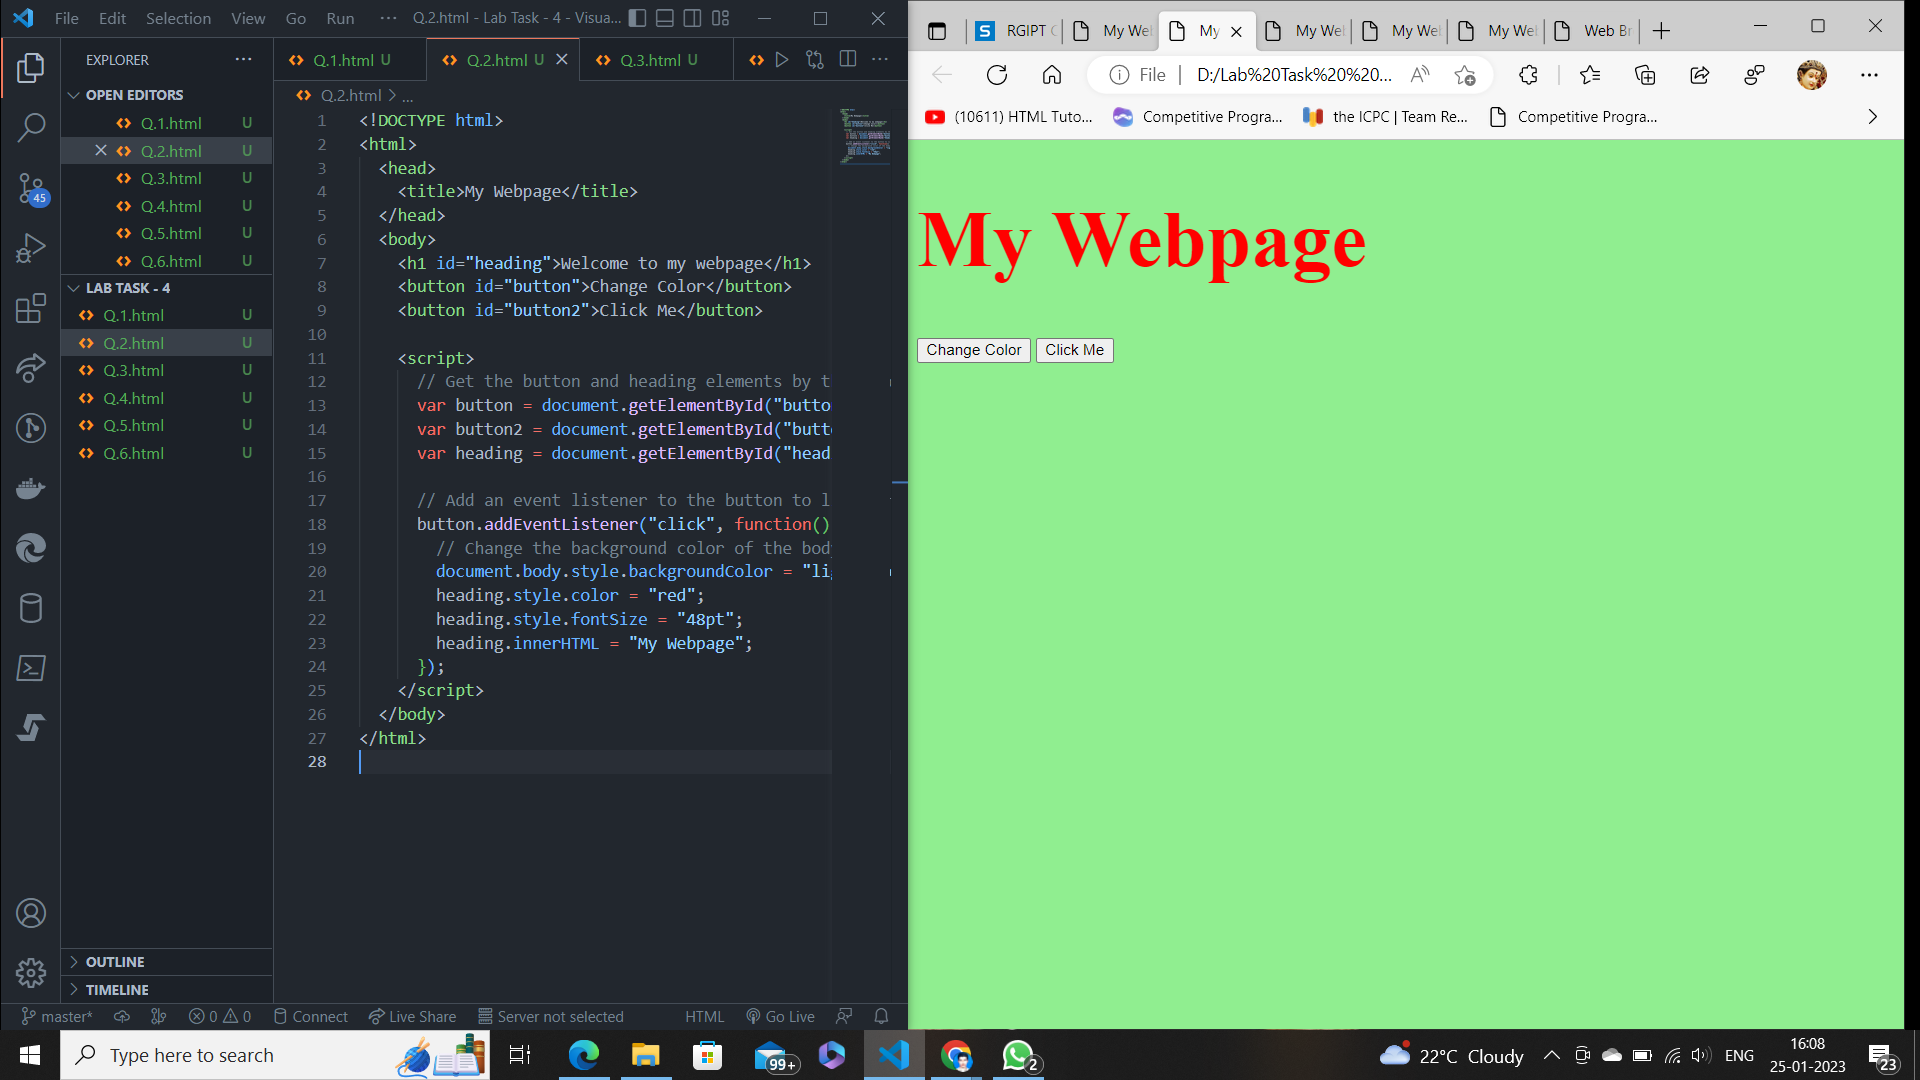 File Edit Selection View Go Run ··· Q.2.html - Lab Task - 4 - Visua...
EXPLORER ···
OPEN EDITORS
Q.1.html U
Q.2.html U
Q.3.html U
Q.4.html U
Q.5.html U
Q.6.html U
LAB TASK - 4
Q.1.html U
Q.2.html U
Q.3.html U
Q.4.html U
Q.5.html U
Q.6.html U
OUTLINE
TIMELINE
45
Q.1.html U Q.2.html U Q.3.html U
Q.2.html > ...
1 <!DOCTYPE html>
2 <html>
3 <head>
4 <title>My Webpage</title>
5 </head>
6 <body>
7 <h1 id="heading">Welcome to my webpage</h1>
8 <button id="button">Change Color</button>
9 <button id="button2">Click Me</button>
10
11 <script>
12 // Get the button and heading elements by t
13 var button = document.getElementById("butto
14 var button2 = document.getElementById("butt
15 var heading = document.getElementById("head
16
17 // Add an event listener to the button to l
18 button.addEventListener("click", function()
19 // Change the background color of the bod
20 document.body.style.backgroundColor = "li
21 heading.style.color = "red";
22 heading.style.fontSize = "48pt";
23 heading.innerHTML = "My Webpage";
24 });
25 </script>
26 </body>
27 </html>
28
master* 0 0 Connect Live Share Server not selected HTML Go Live
RGIPT My Wel My My Wel My Wel My Wel Web Br
File D:/Lab%20Task%20%20...
(10611) HTML Tuto... Competitive Progra... the ICPC | Team Re... Competitive Progra...
My Webpage
Change Color Click Me
Type here to search 99+ 2 22°C Cloudy ENG 16:08
25-01-2023 23